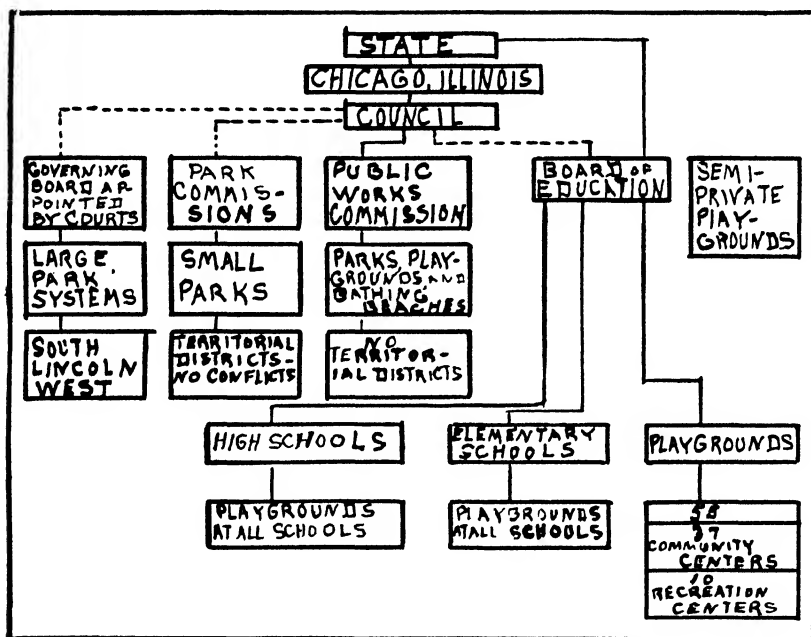 STATE
CHICAGO, ILLINOIS
COUNCIL
GOVERNING
BOARD AP
POINTED
BY COURTS
PARK
COMMIS-
SIONS
PUBLIC
WORKS
COMMISSION
BOARD OF
EDUCATION
SEMI-
PRIVATE
PLAY-
GROUNDS
LARGE
PARK
SYSTEMS
SMALL
PARKS
PARKS, PLAY-
GROUNDS, AND
BATHING
BEACHES
SOUTH
LINCOLN
WEST
TERRITORIAL
DISTRICTS-
NO CONFLICTS
NO
TERRITOR-
IAL DISTRICTS
HIGH SCHOOLS
ELEMENTARY
SCHOOLS
PLAYGROUNDS
PLAYGROUNDS
AT ALL SCHOOLS
PLAYGROUNDS
AT ALL SCHOOLS
58
37
COMMUNITY
CENTERS
10
RECREATION
CENTERS